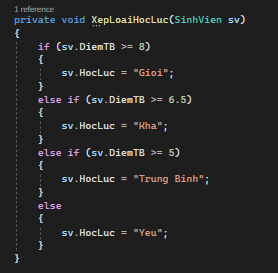 1 reference
private void XepLoaiHocLuc(SinhVien sv)
{
if (sv.DiemTB >= 8)
{
sv.HocLuc = "Gioi";
}
else if (sv.DiemTB >= 6.5)
{
sv.HocLuc = "Kha";
}
else if (sv.DiemTB >= 5)
{
sv.HocLuc = "Trung Binh";
}
else
{
sv.HocLuc = "Yeu";
}
}